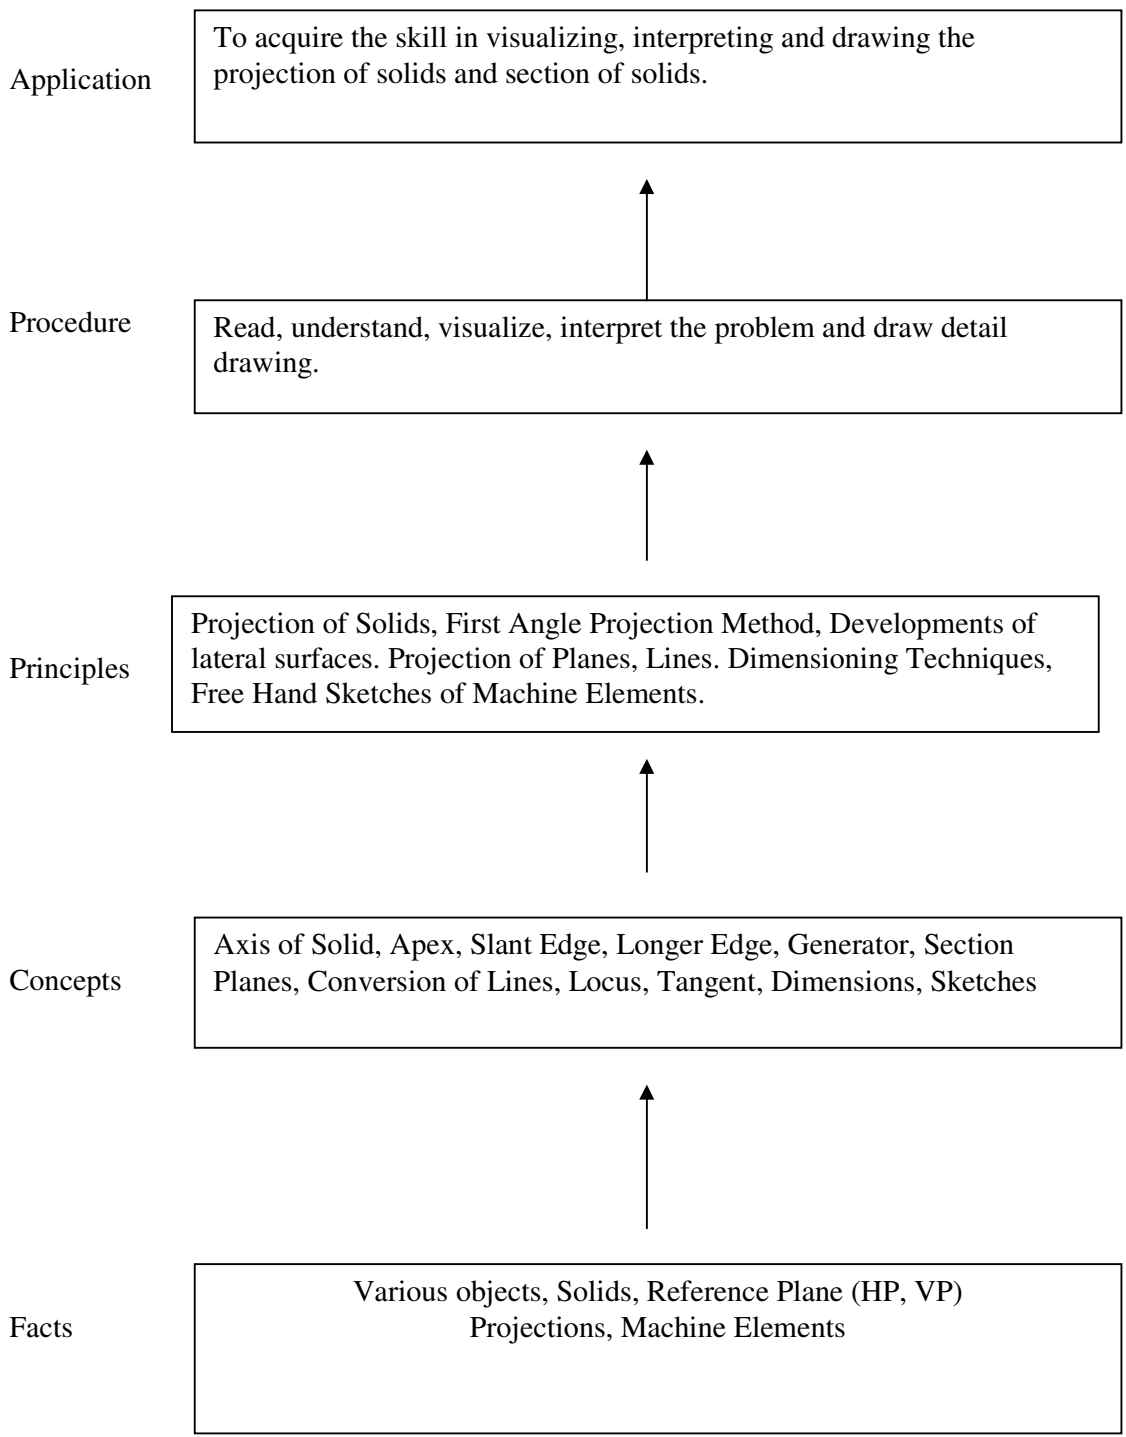 To acquire the skill in visualizing, interpreting and drawing the
projection of solids and section of solids.
Application
Procedure
Read, understand, visualize, interpret the problem and draw detail
drawing.
Projection of Solids, First Angle Projection Method, Developments of
lateral surfaces. Projection of Planes, Lines. Dimensioning Techniques,
Free Hand Sketches of Machine Elements.
Principles
Axis of Solid, Apex, Slant Edge, Longer Edge, Generator, Section
Planes, Conversion of Lines, Locus, Tangent, Dimensions, Sketches
Concepts
Various objects, Solids, Reference Plane (HP, VP)
Projections, Machine Elements
Facts